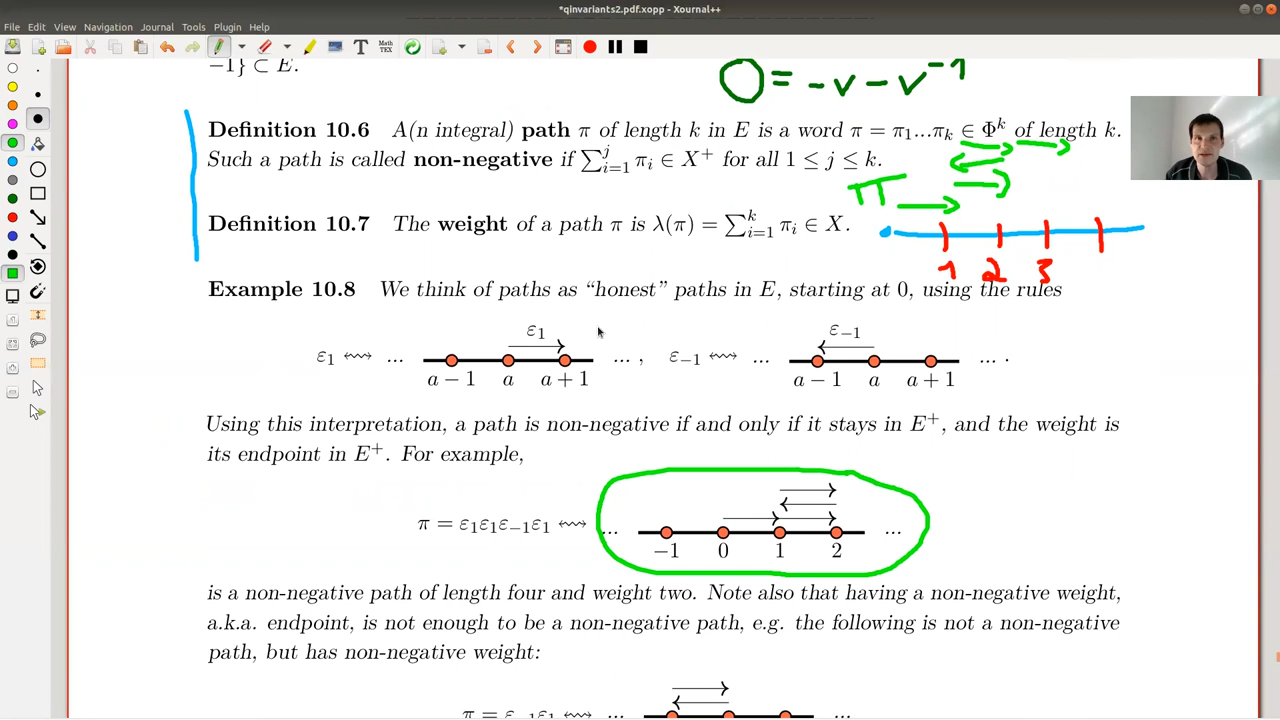 *qinvariants2.pdf.xopp - Xournal++
File Edit View Navigation Journal Tools Plugin Help
Math TEX
−1} ⊂ E.
O = -v - v⁻¹
Definition 10.6 A(n integral) path π of length k in E is a word π = π₁...πₖ ∈ Φᵏ of length k.
Such a path is called non-negative if ∑ʲᵢ₌₁ πᵢ ∈ X⁺ for all 1 ≤ j ≤ k.
π
Definition 10.7 The weight of a path π is λ(π) = ∑ᵏᵢ₌₁ πᵢ ∈ X.
1 2 3
Example 10.8 We think of paths as “honest” paths in E, starting at 0, using the rules
ε₁ ε₋₁
ε₁ ↭ ... ... , ε₋₁ ↭ ... ... .
a − 1 a a + 1 a − 1 a a + 1
Using this interpretation, a path is non-negative if and only if it stays in E⁺, and the weight is
its endpoint in E⁺. For example,
π = ε₁ε₁ε₋₁ε₁ ↭ ... ...
−1 0 1 2
is a non-negative path of length four and weight two. Note also that having a non-negative weight,
a.k.a. endpoint, is not enough to be a non-negative path, e.g. the following is not a non-negative
path, but has non-negative weight:
π = ε₋₁ε₁ ↭ ... ...